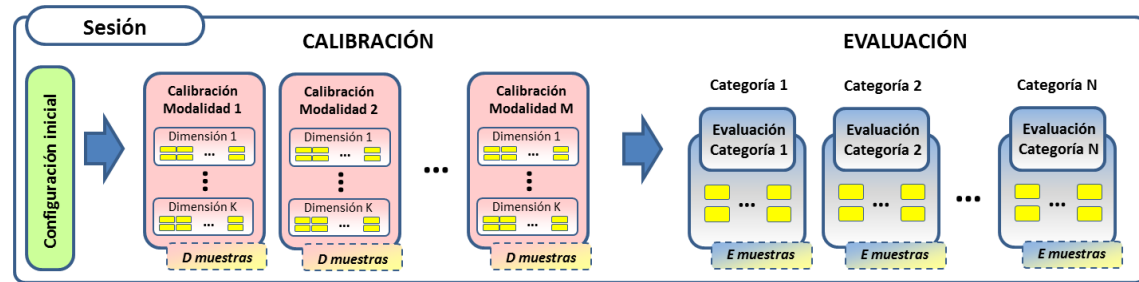 Sesión
CALIBRACIÓN
EVALUACIÓN
Configuración inicial
Calibración
Modalidad 1
Dimensión 1
...
Dimensión K
...
D muestras
Calibración
Modalidad 2
Dimensión 1
...
Dimensión K
...
D muestras
...
Calibración
Modalidad M
Dimensión 1
...
Dimensión K
...
D muestras
Categoría 1
Evaluación
Categoría 1
...
E muestras
Categoría 2
Evaluación
Categoría 2
...
E muestras
...
Categoría N
Evaluación
Categoría N
...
E muestras